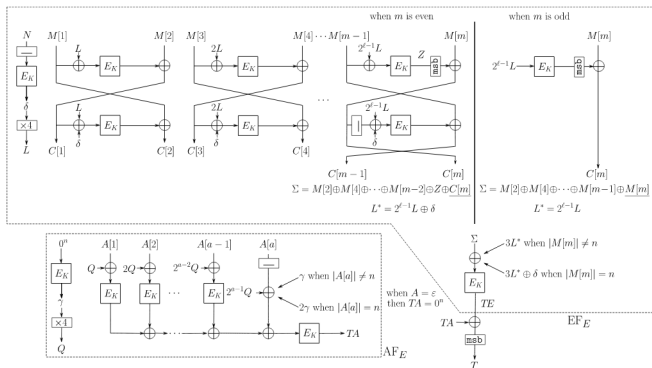 when m is even
when m is odd
N M[1] M[2] M[3] M[4]···M[m−1] M[m] M[m]
L 2L 2^{ℓ−1}L Z 2^{ℓ−1}L
E_K E_K E_K msb E_K msb
E_K
δ
×4 L 2L 2^{ℓ−1}L
E_K E_K E_K
δ δ δ
L C[1] C[2] C[3] C[4] ···
C[m−1] C[m] C[m]
Σ = M[2]⊕M[4]⊕···⊕M[m−2]⊕Z⊕C[m]
Σ = M[2]⊕M[4]⊕···⊕M[m−1]⊕M[m]
L* = 2^{ℓ−1}L ⊕ δ
L* = 2^{ℓ−1}L
0^n A[1] A[2] A[a−1] A[a]
E_K Q 2Q 2^{a−2}Q
γ when |A[a]| ≠ n
γ E_K E_K ··· E_K 2^{a−1}Q
2γ when |A[a]| = n
×4
Q ··· E_K TA
AF_E
when A = ε
then TA = 0^n
Σ
3L* when |M[m]| ≠ n
3L* ⊕ δ when |M[m]| = n
E_K
TE
TA
EF_E
msb
T